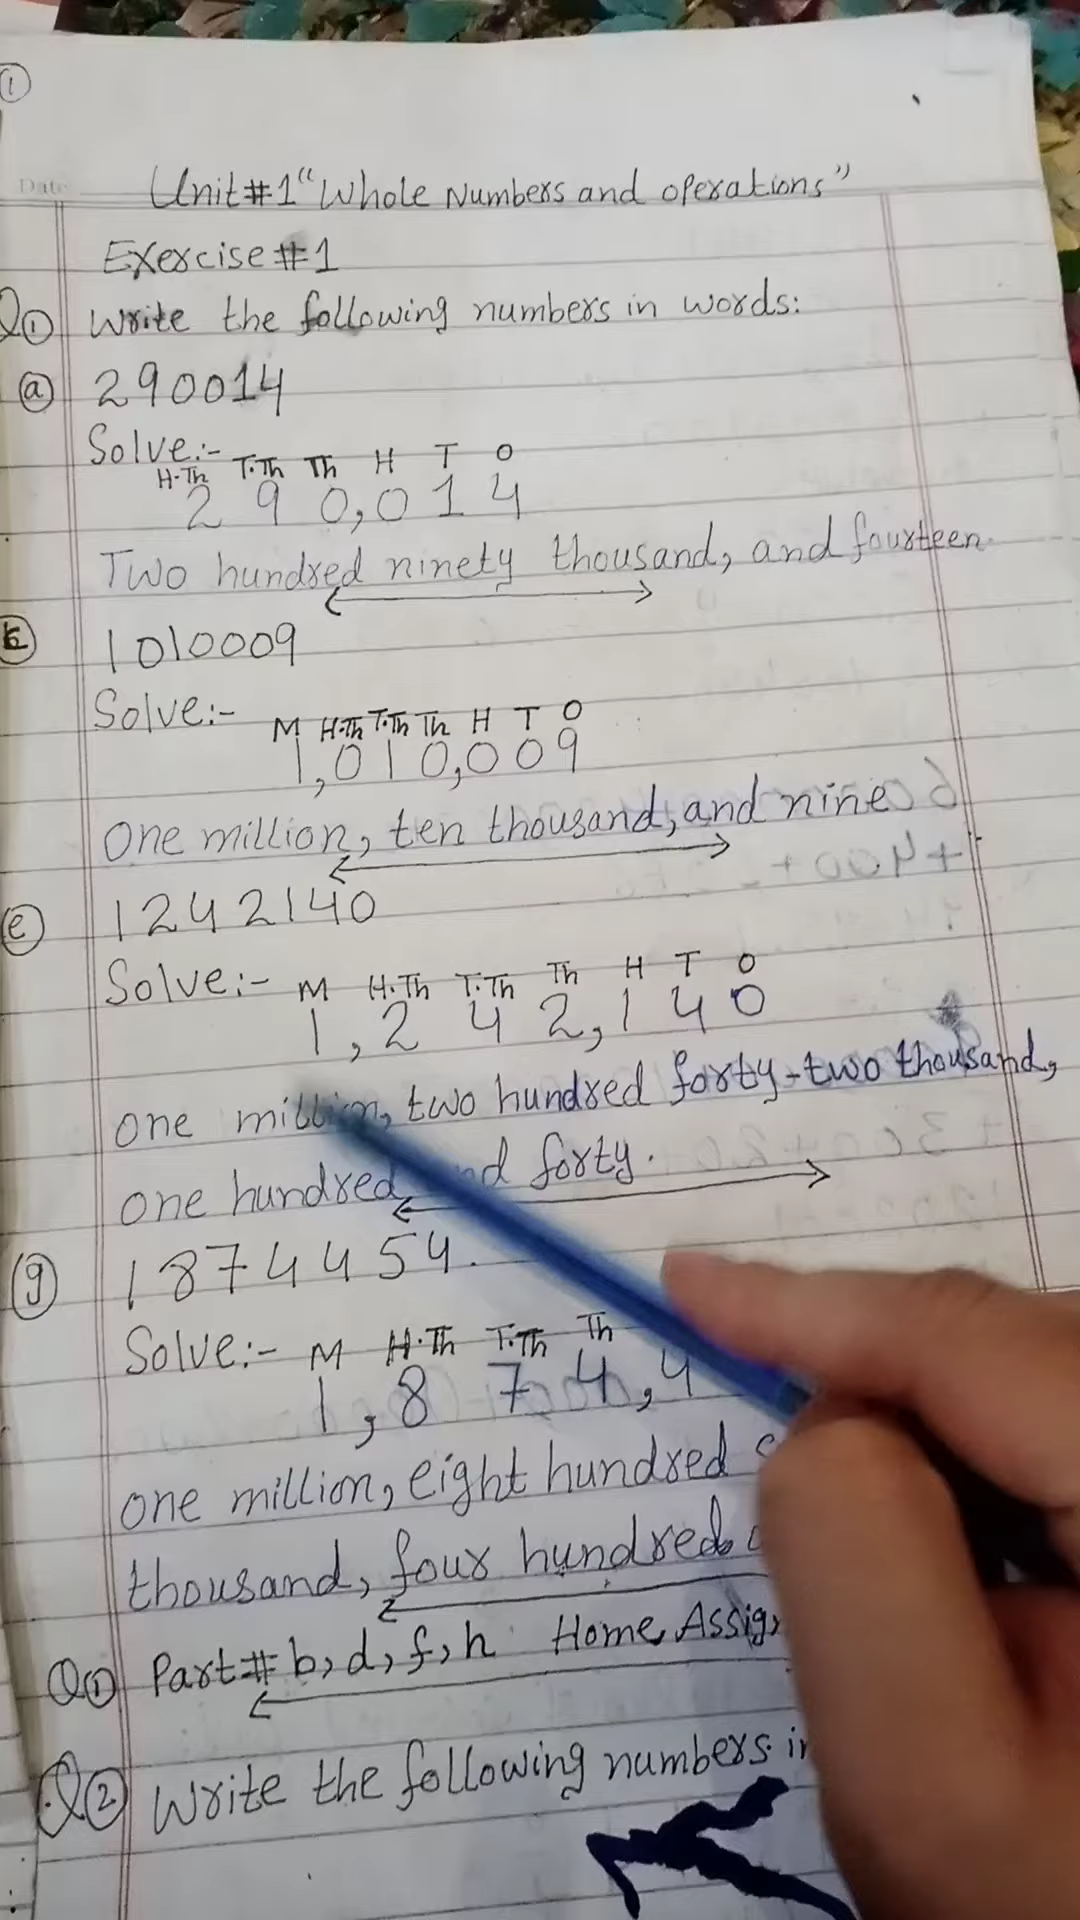 1
Date
Unit#1 "Whole Numbers and operations"
Exercise #1
Q1 Write the following numbers in words:
a 290014
Solve:-
H.Th T.Th Th H T O
2 9 0,0 1 4
Two hundred ninety thousand, and fourteen.
1010009
Solve:-
M H.Th T.Th Th H T O
1,0 1 0,0 0 9
One million, ten thousand, and nine
e 1242140
Solve:- M H.Th T.Th Th H T O
1,2 4 2,1 4 0
one million, two hundred forty-two thousand,
one hundred and forty.
g 1874454.
Solve:- M H.Th T.Th Th
1,8 7 4,4
one million, eight hundred
thousand, four hundred
Q1 Part# b, d, f, h Home Assig
Q2 Write the following numbers in